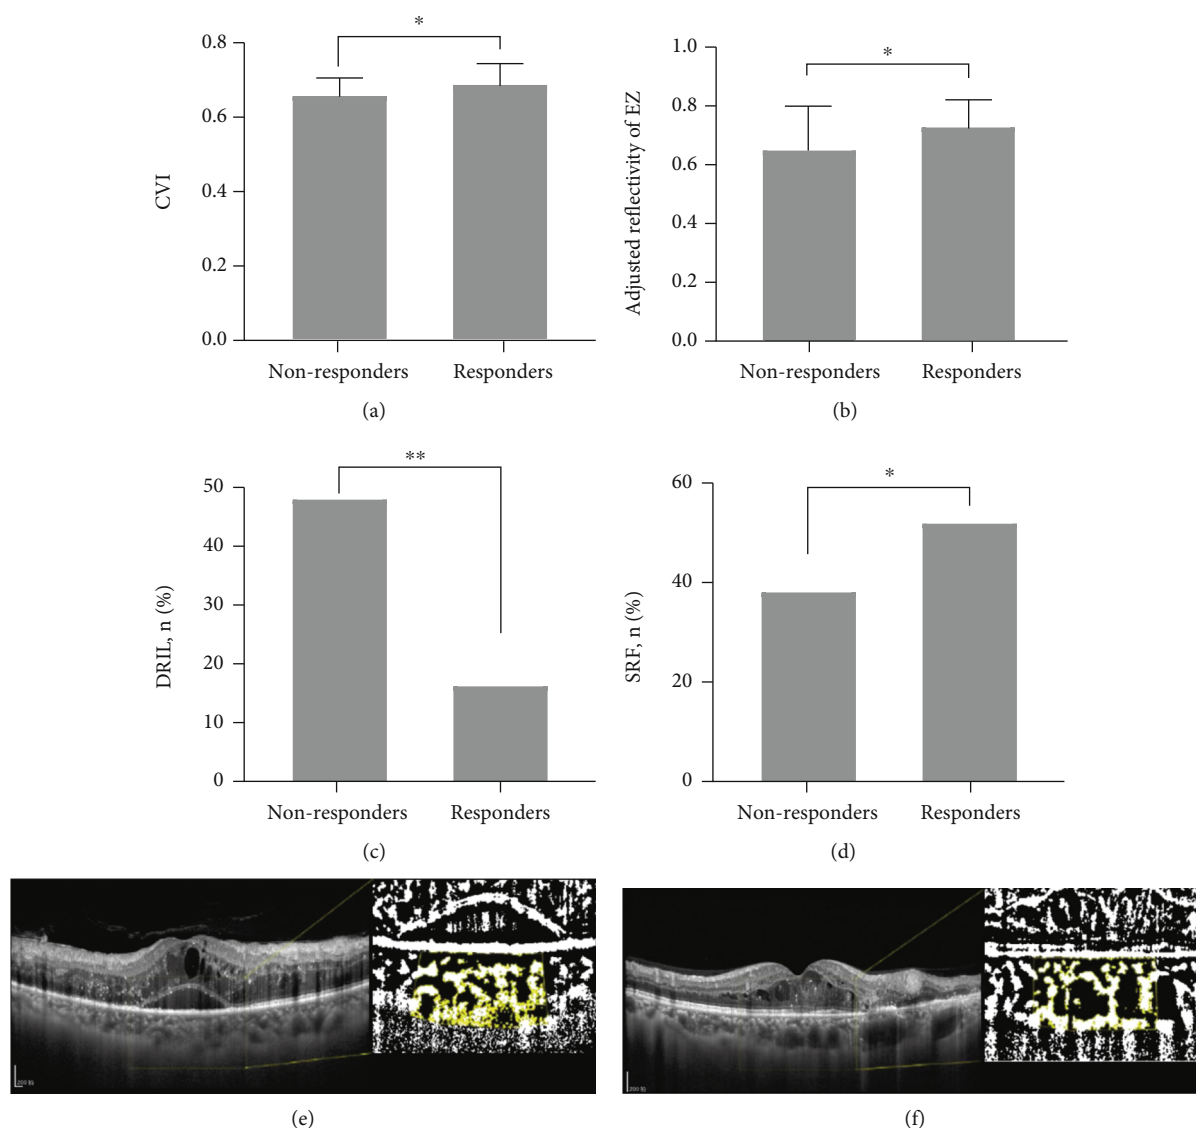 *
0.8
0.6
0.4
0.2
0.0
CVI
Non-responders Responders
(a)
*
1.0
0.8
0.6
0.4
0.2
0.0
Adjusted reflectivity of EZ
Non-responders Responders
(b)
**
50
40
30
20
10
0
DRIL, n (%)
Non-responders Responders
(c)
*
60
40
20
0
SRF, n (%)
Non-responders Responders
(d)
(e)
(f)